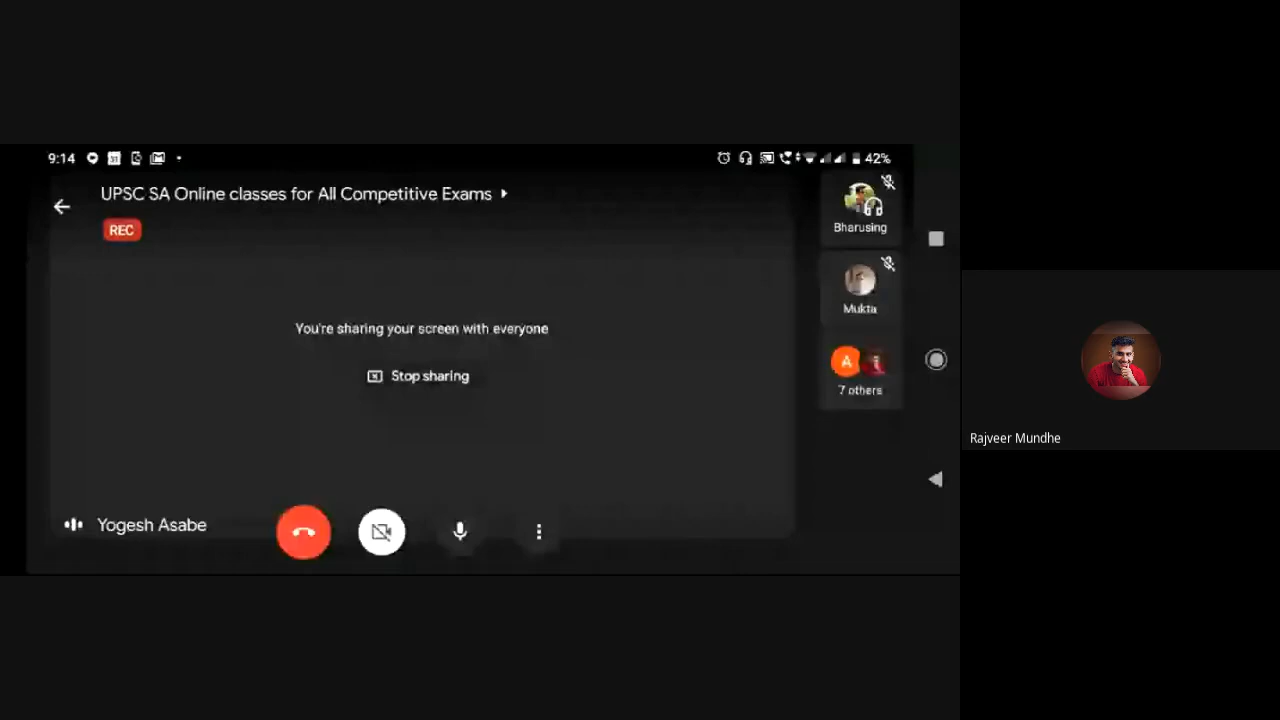 9:14
42%
UPSC SA Online classes for All Competitive Exams
REC
Bharusing
You're sharing your screen with everyone
Mukta
Stop sharing
A
7 others
Rajveer Mundhe
Yogesh Asabe